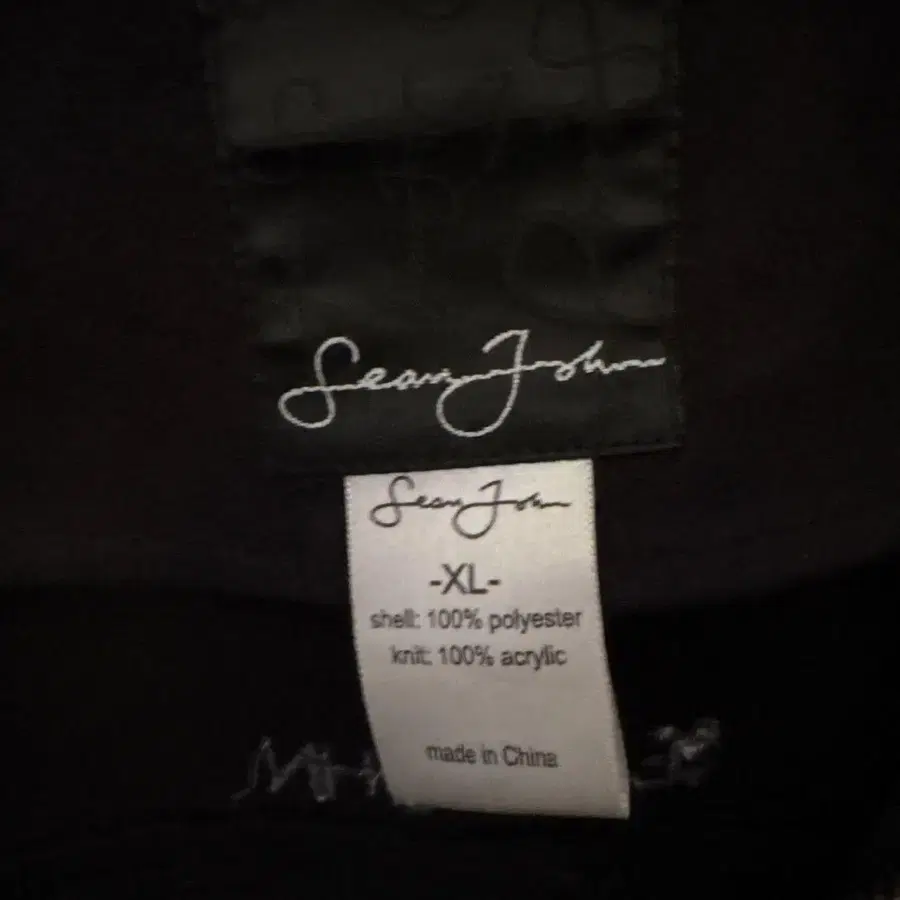 Sean John
Sean John
-XL-
shell: 100% polyester
knit: 100% acrylic
made in China